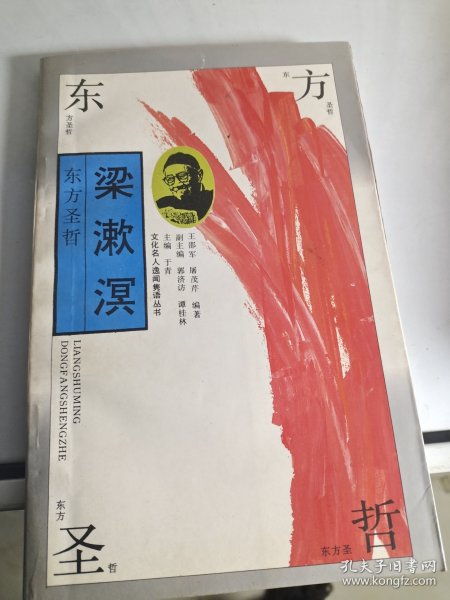 东
方圣哲
东
方
圣哲
梁漱溟
东方圣哲
王邵军 屠茂芹 编著
副主编 郭济访 谭桂林
主编 于青
文化名人逸闻隽语丛书
LIANGSHUMING
DONGFANGSHENGZHE
东方
圣
哲
东方圣
哲
孔夫子旧书网
www.kongfz.com